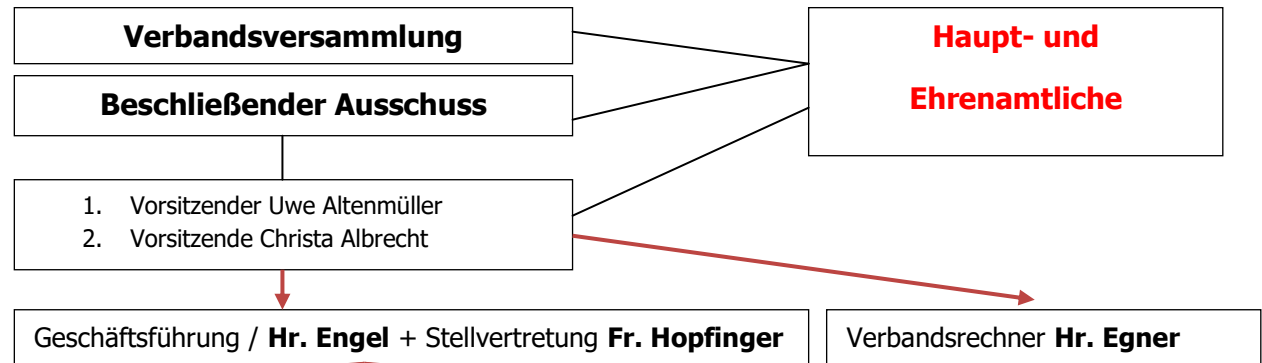 Verbandsversammlung
Haupt- und
Ehrenamtliche
Beschließender Ausschuss
1. Vorsitzender Uwe Altenmüller
2. Vorsitzende Christa Albrecht
Geschäftsführung / Hr. Engel + Stellvertretung Fr. Hopfinger
Verbandsrechner Hr. Egner